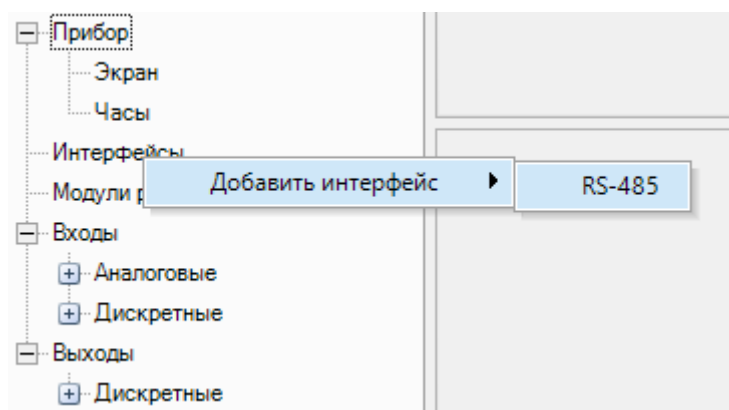 Прибор
Экран
Часы
Интерфейсы
Добавить интерфейс
RS-485
Модули
Входы
Аналоговые
Дискретные
Выходы
Дискретные